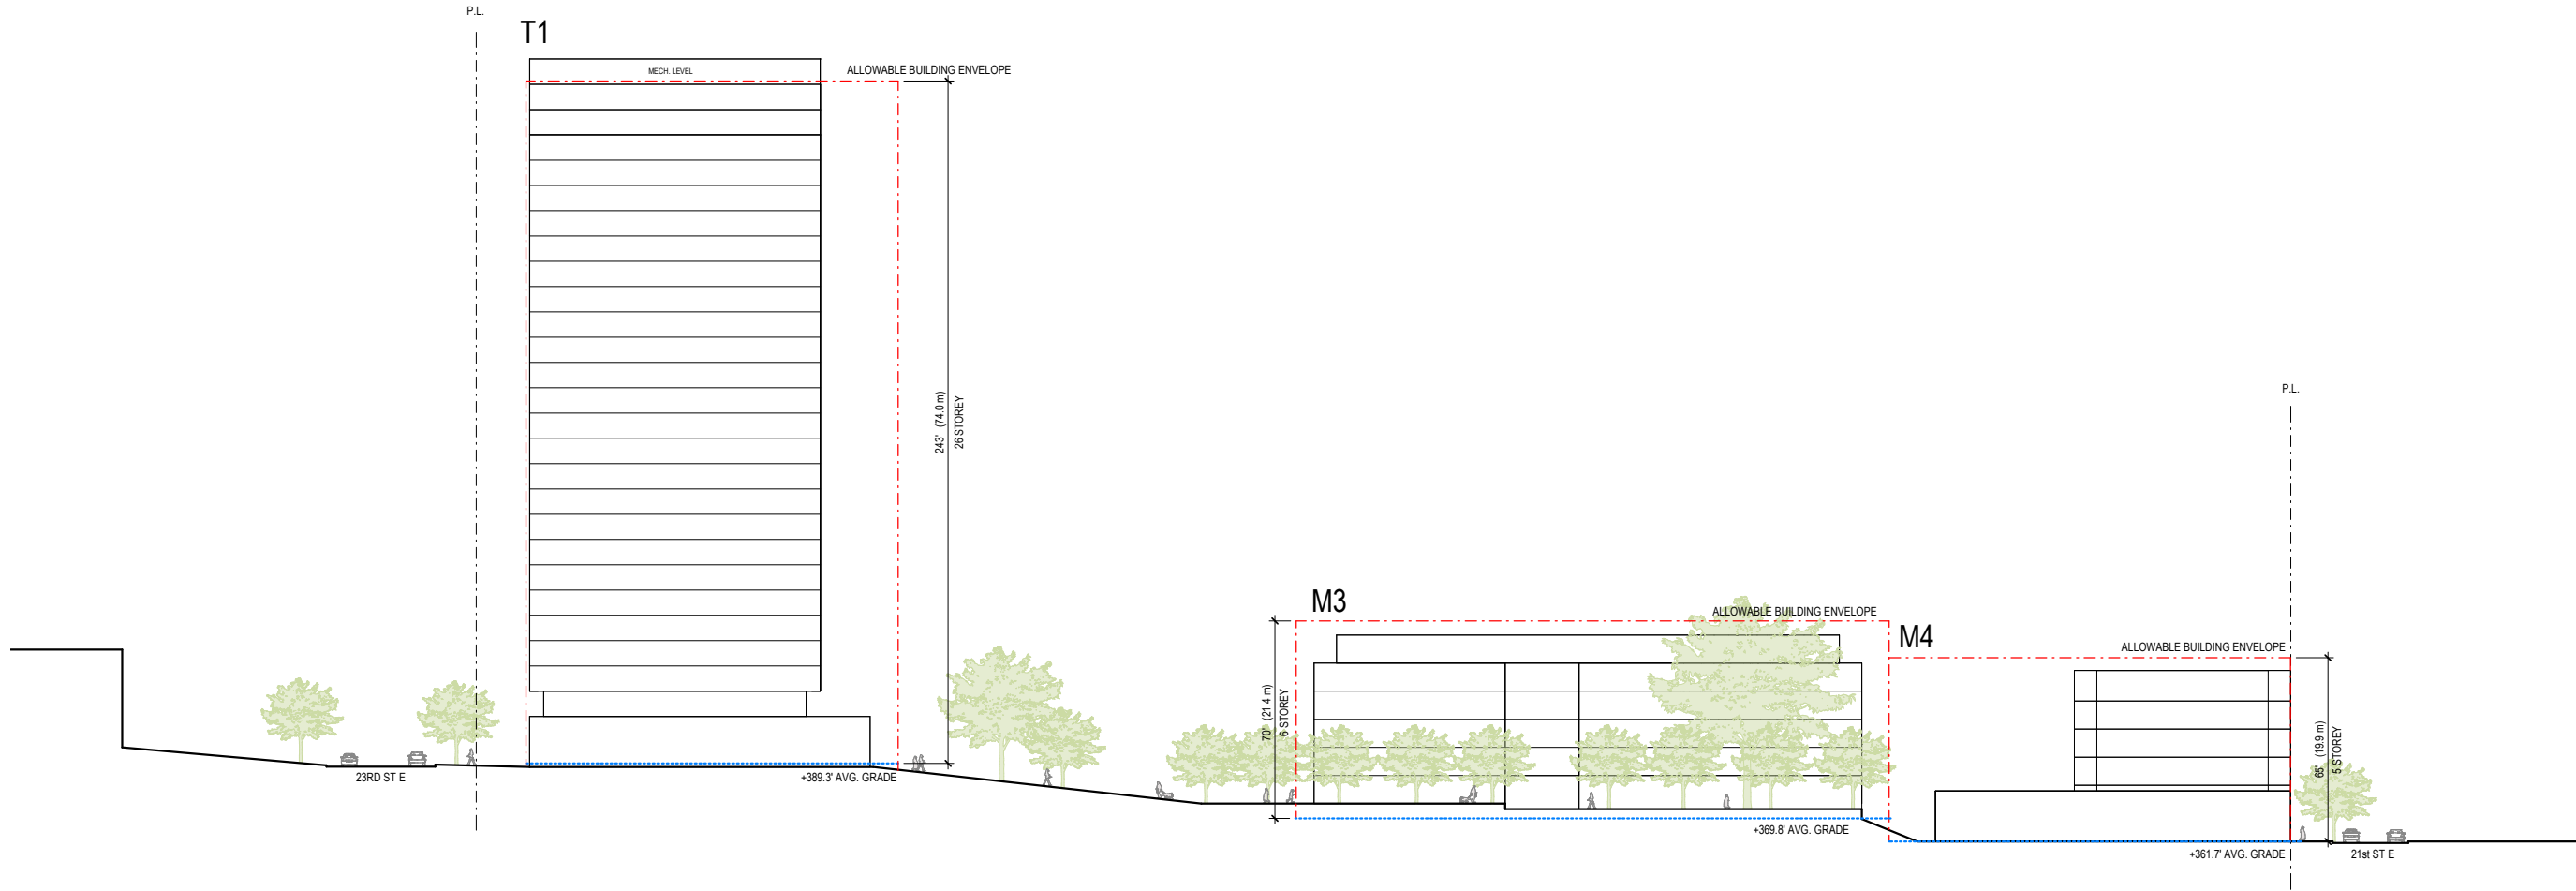 P.L.
T1
MECH. LEVEL
ALLOWABLE BUILDING ENVELOPE
243' (74.0 m)
26 STOREY
P.L.
M3
ALLOWABLE BUILDING ENVELOPE
M4
ALLOWABLE BUILDING ENVELOPE
70' (21.4 m)
6 STOREY
65' (19.9 m)
5 STOREY
23RD ST E
+389.3' AVG. GRADE
+369.8' AVG. GRADE
+361.7' AVG. GRADE
21st ST E